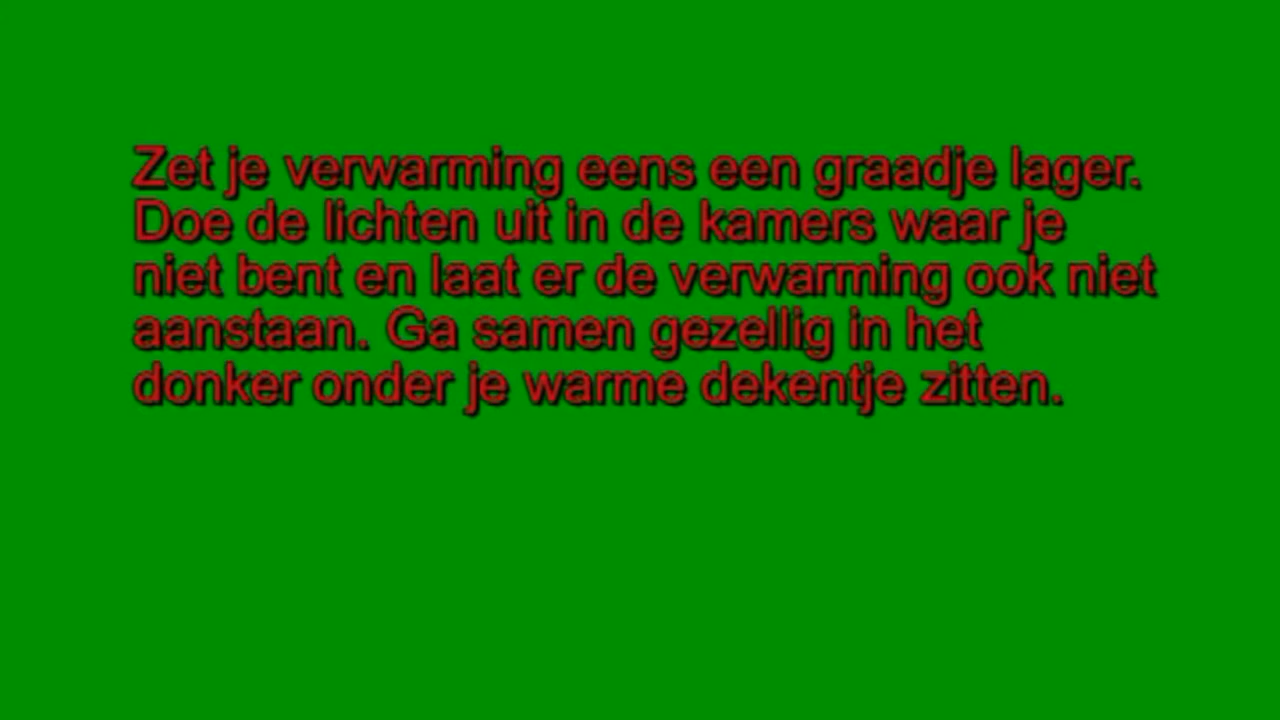 Zet je verwarming eens een graadje lager.
Doe de lichten uit in de kamers waar je
niet bent en laat er de verwarming ook niet
aanstaan. Ga samen gezellig in het
donker onder je warme dekentje zitten.